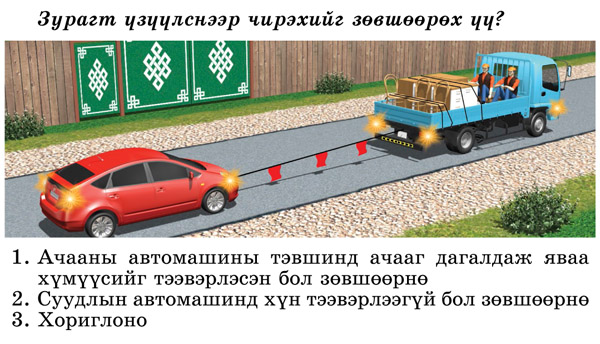 Зурагт үзүүлснээр чирэхийг зөвшөөрөх үү?
1. Ачааны автомашины тэвшинд ачааг дагалдаж яваа
хүмүүсийг тээвэрлэсэн бол зөвшөөрнө
2. Суудлын автомашинд хүн тээвэрлээгүй бол зөвшөөрнө
3. Хориглоно